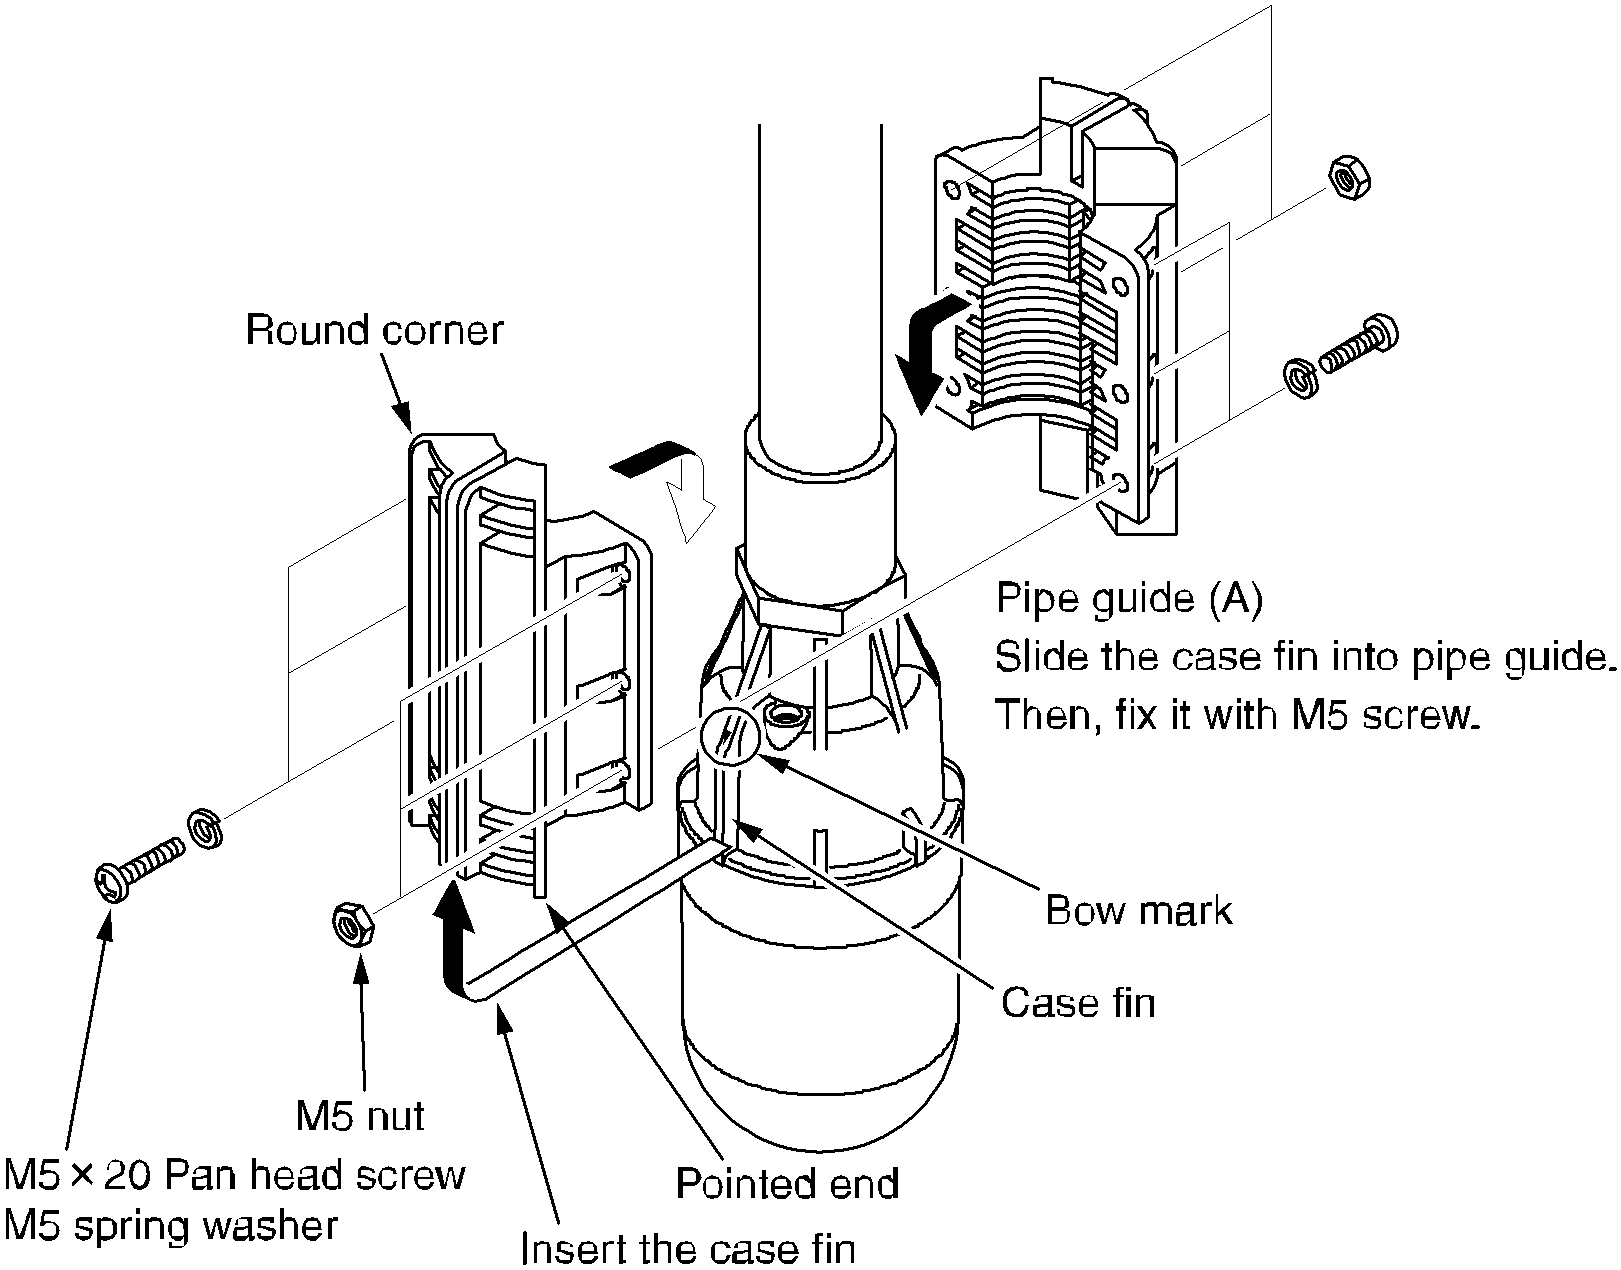 Round corner
Pipe guide (A)
Slide the case fin into pipe guide.
Then, fix it with M5 screw.
Bow mark
Case fin
M5 nut
M5 × 20 Pan head screw
M5 spring washer
Pointed end
Insert the case fin